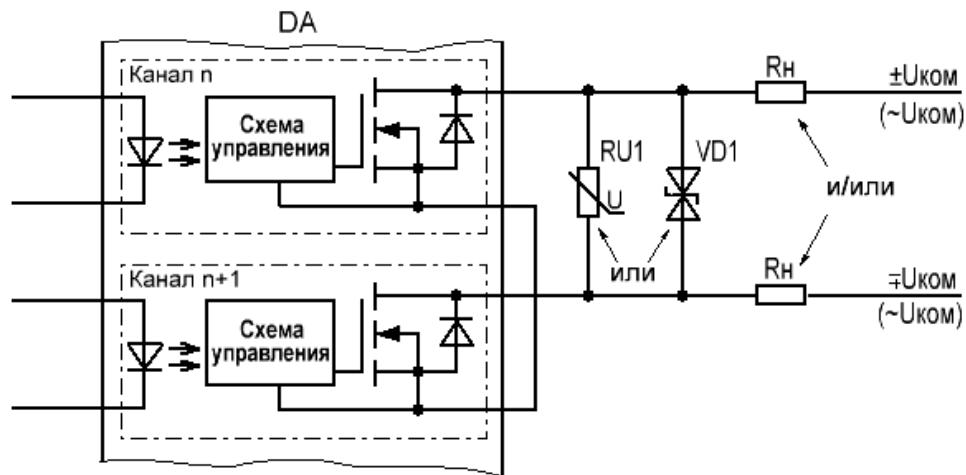 DA
Канал n
Схема
управления
Rн
±Uком
(~Uком)
RU1
U
VD1
и/или
или
Канал n+1
Схема
управления
Rн
∓Uком
(~Uком)